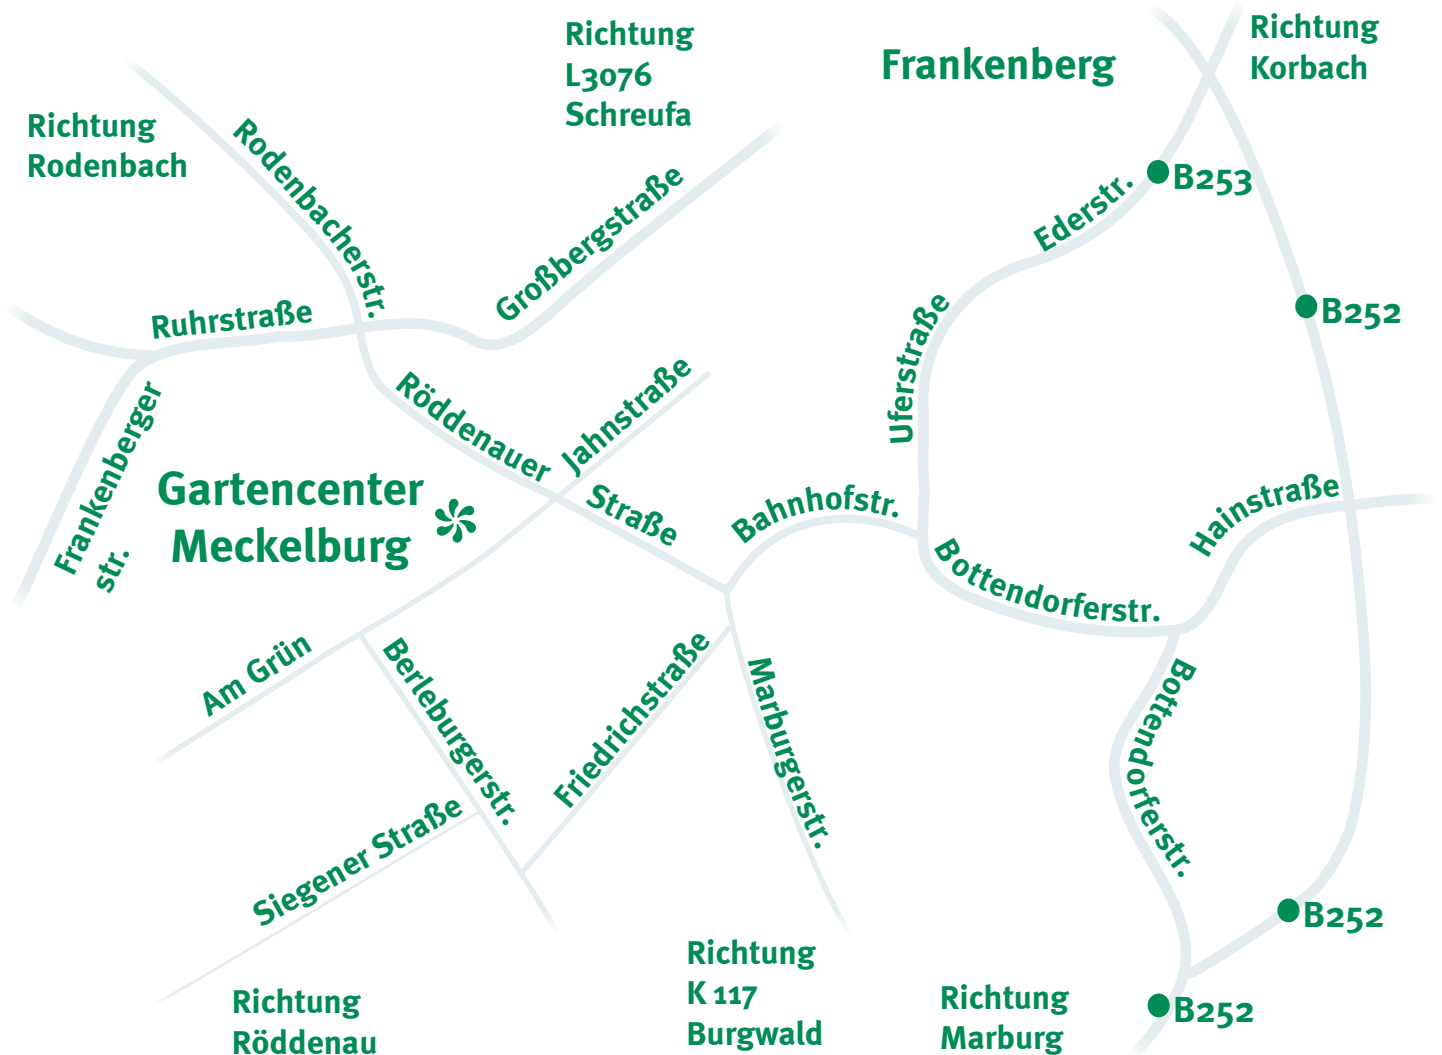 Richtung
L3076
Schreufa
Frankenberg
Richtung
Korbach
Richtung
Rodenbach
Rodenbacherstr.
Großbergstraße
Ederstr.
B253
B252
Ruhrstraße
Uferstraße
Frankenberger
str.
Röddenauer
Straße
Jahnstraße
Gartencenter
Meckelburg
Bahnhofstr.
Hainstraße
Bottendorferstr.
Am Grün
Berleburgerstr.
Friedrichstraße
Marburgerstr.
Bottendorferstr.
Siegener Straße
B252
Richtung
K 117
Burgwald
Richtung
Röddenau
Richtung
Marburg
B252